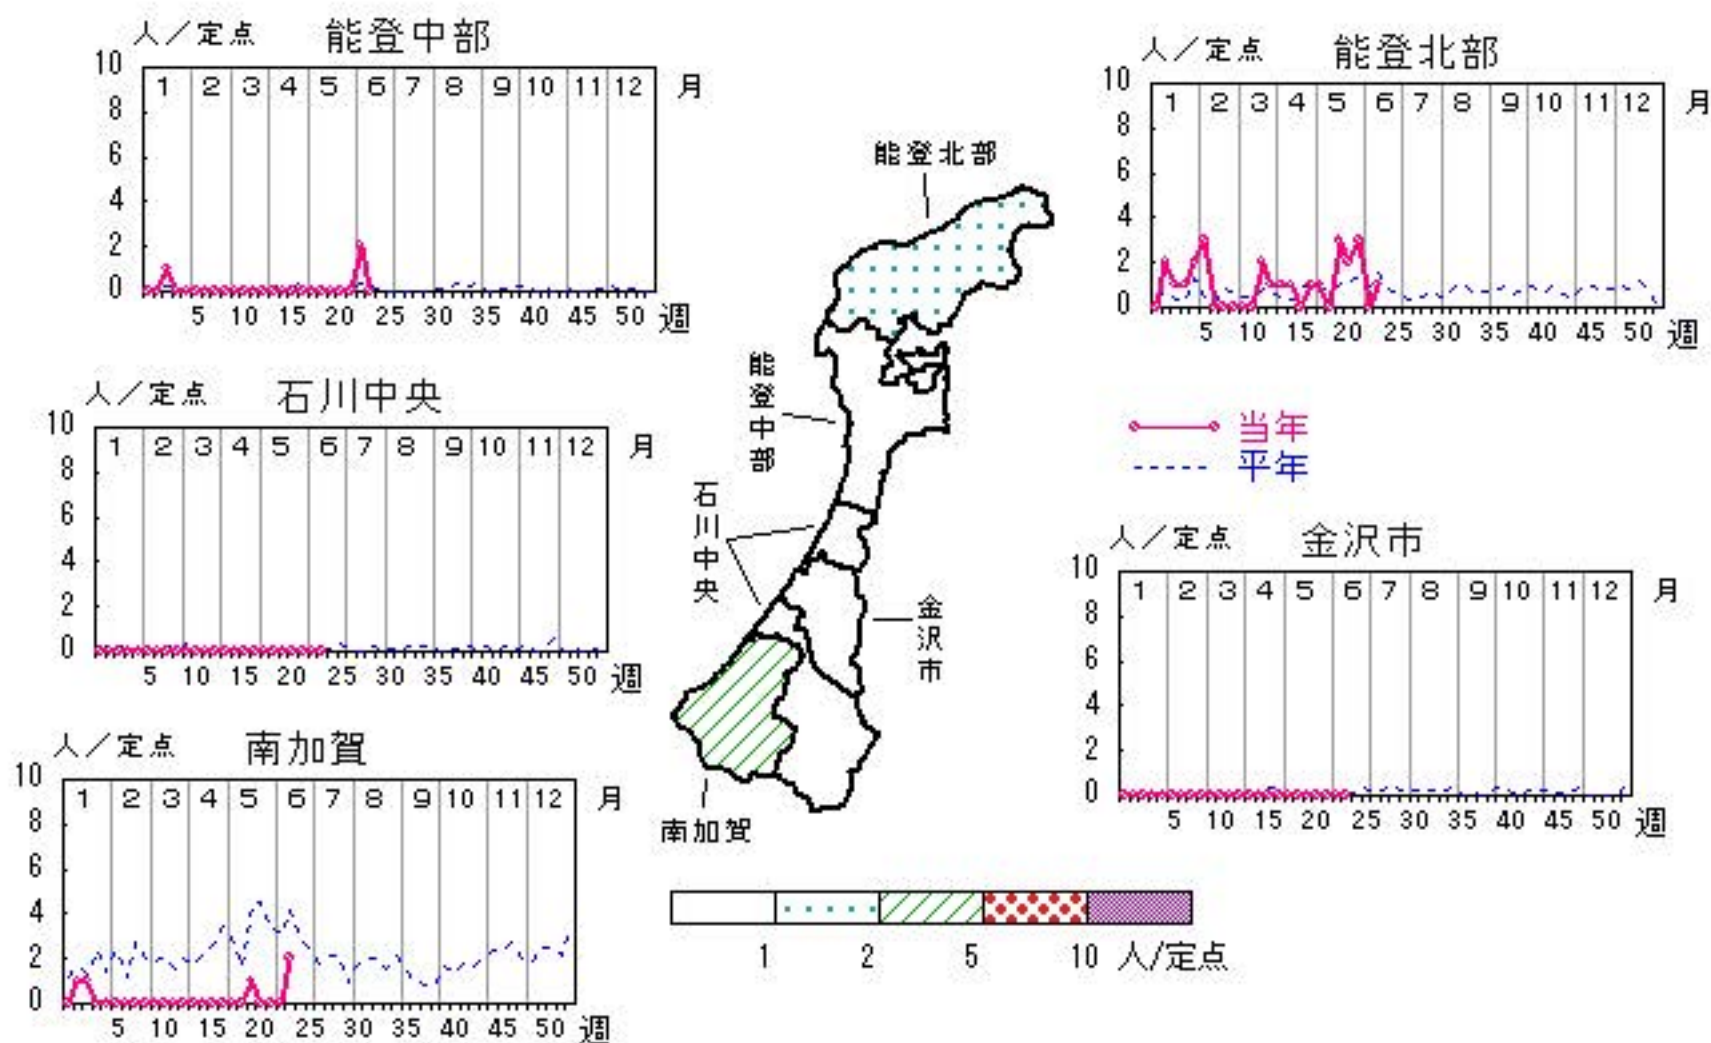 人／定点 能登中部
10 8 6 4 2 0
1 2 3 4 5 6 7 8 9 10 11 12 月
5 10 15 20 25 30 35 40 45 50 週
人／定点 能登北部
10 8 6 4 2 0
1 2 3 4 5 6 7 8 9 10 11 12 月
5 10 15 20 25 30 35 40 45 50 週
人／定点 石川中央
10 8 6 4 2 0
1 2 3 4 5 6 7 8 9 10 11 12 月
5 10 15 20 25 30 35 40 45 50 週
当年
平年
人／定点 金沢市
10 8 6 4 2 0
1 2 3 4 5 6 7 8 9 10 11 12 月
5 10 15 20 25 30 35 40 45 50 週
人／定点 南加賀
10 8 6 4 2 0
1 2 3 4 5 6 7 8 9 10 11 12 月
5 10 15 20 25 30 35 40 45 50 週
能登北部
能登中部
石川中央
金沢市
南加賀
1 2 5 10 人/定点